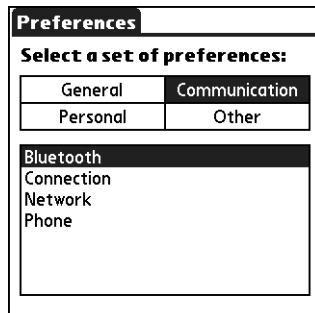 Preferences
Select a set of preferences:
General Communication
Personal Other
Bluetooth
Connection
Network
Phone